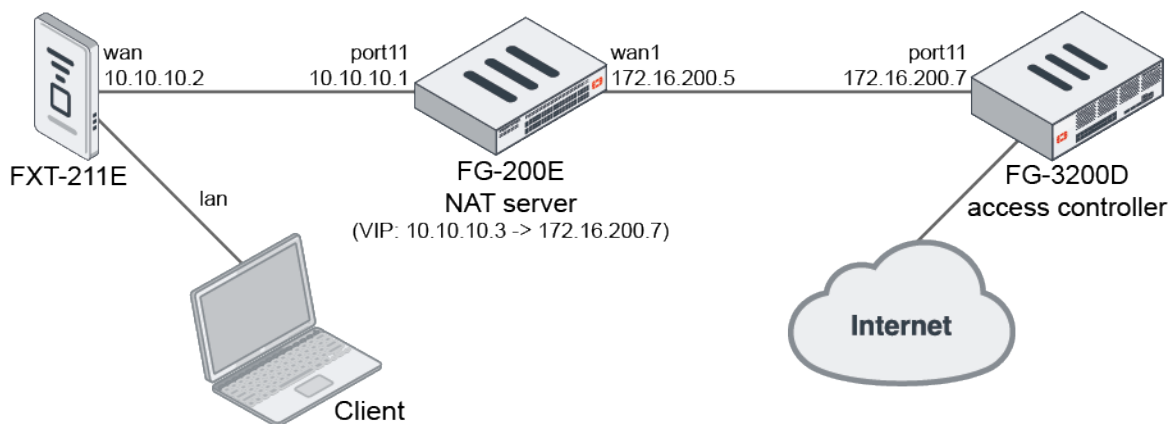 wan
10.10.10.2
port11
10.10.10.1
wan1
172.16.200.5
port11
172.16.200.7
FXT-211E
FG-200E
NAT server
(VIP: 10.10.10.3 -> 172.16.200.7)
FG-3200D
access controller
lan
Internet
Client